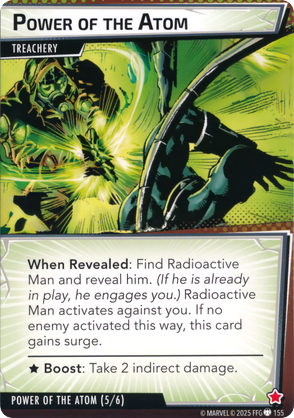 POWER OF THE ATOM
TREACHERY
When Revealed: Find Radioactive
Man and reveal him. (If he is already
in play, he engages you.) Radioactive
Man activates against you. If no
enemy activated this way, this card
gains surge.
★ Boost: Take 2 indirect damage.
POWER OF THE ATOM (5/6)
© MARVEL © 2025 FFG 155